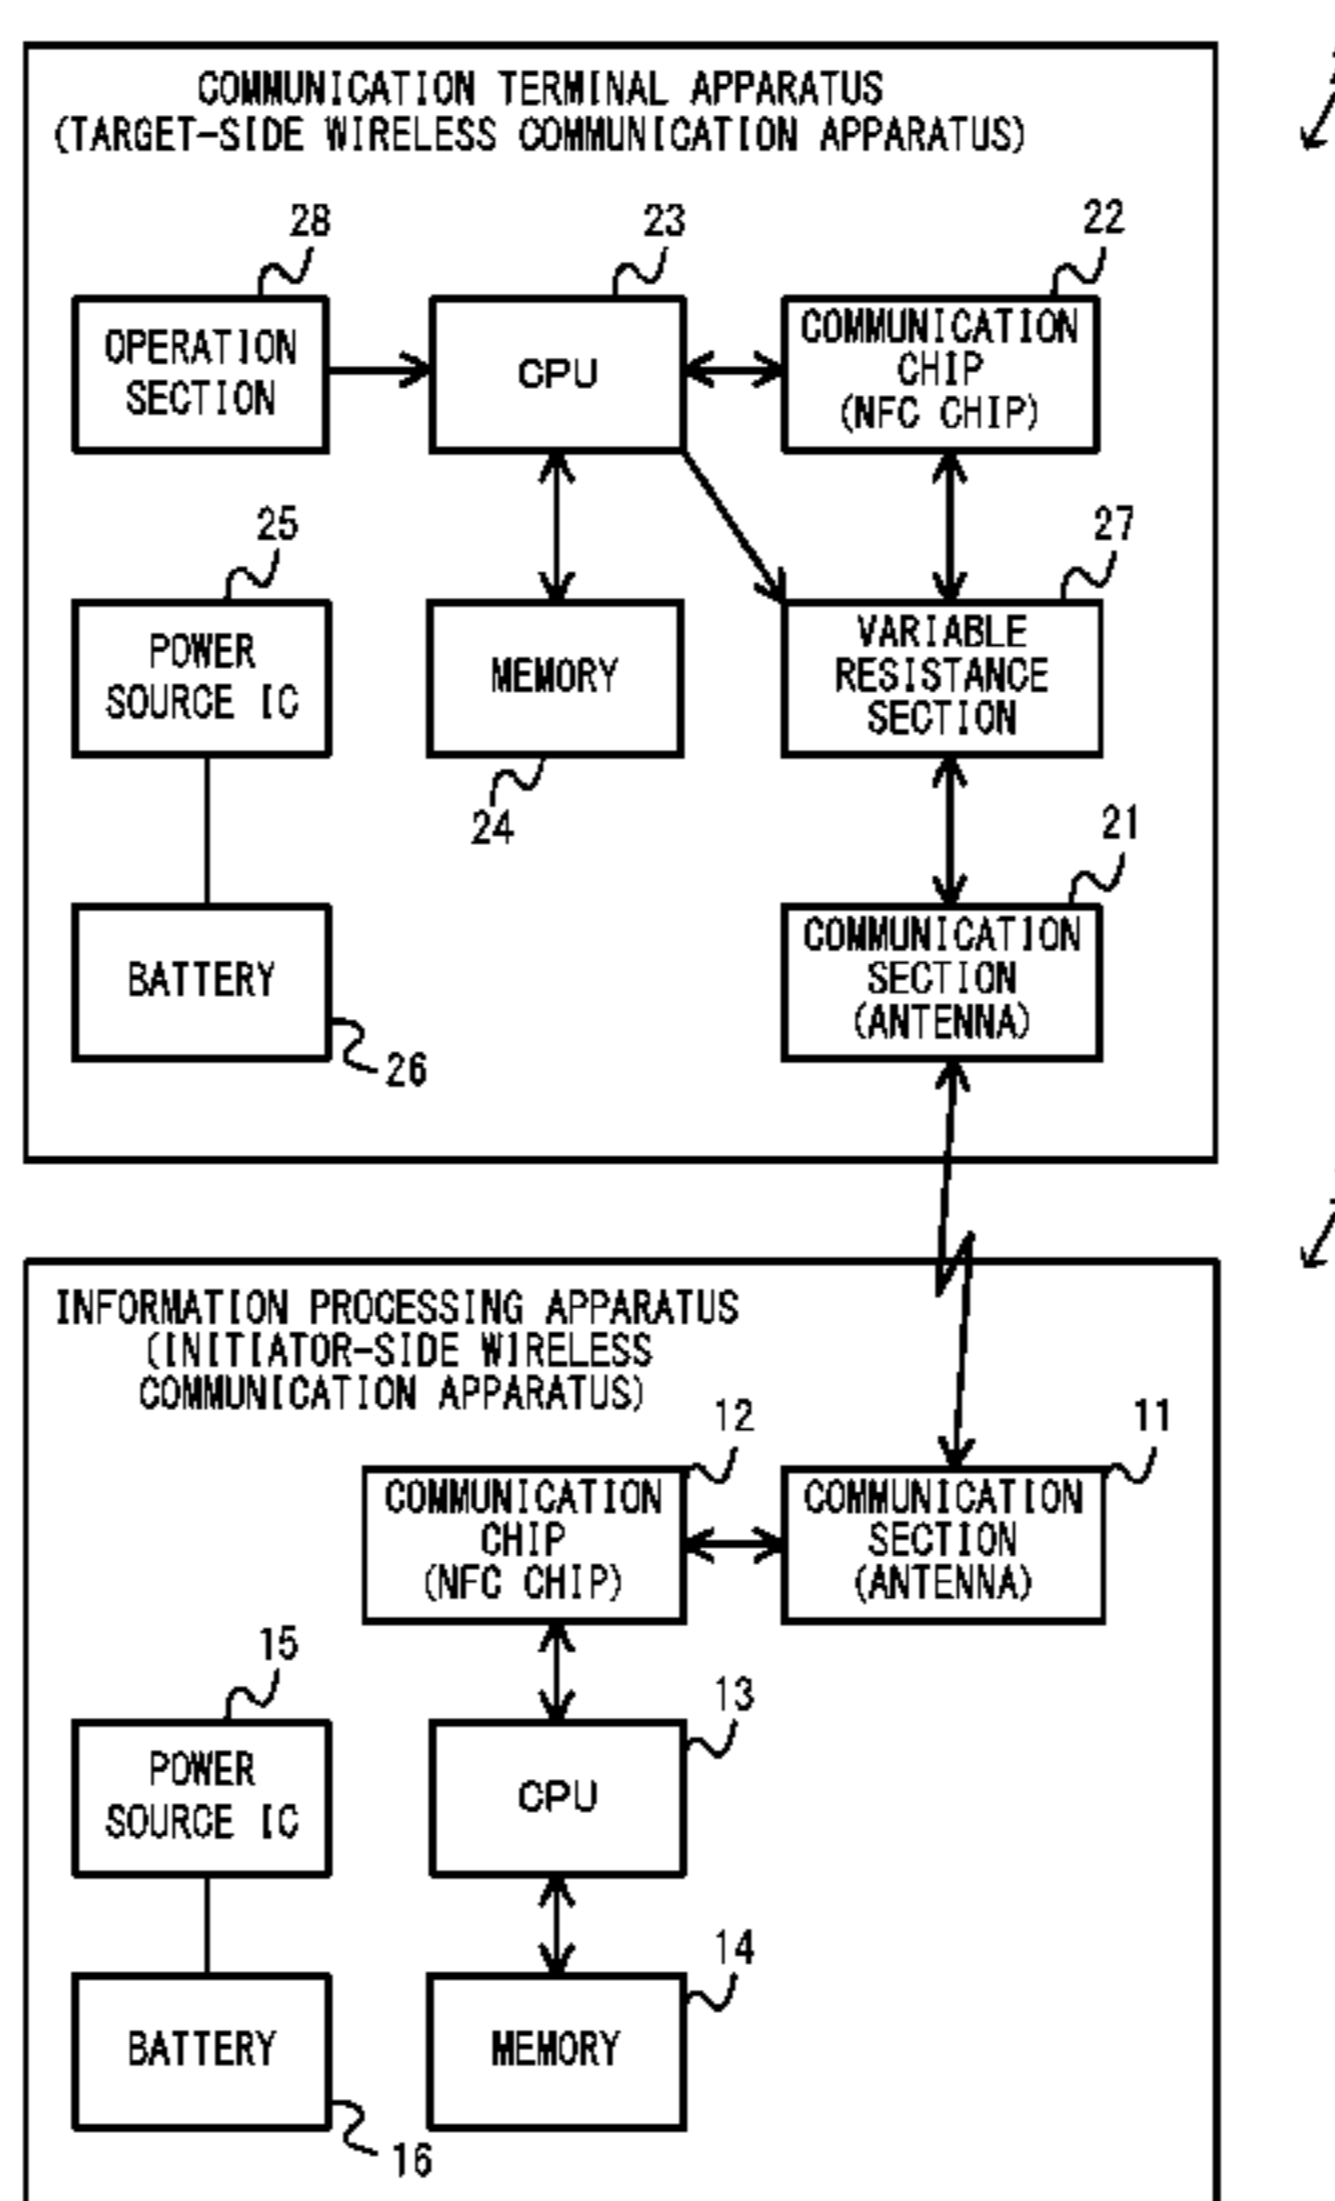 COMMUNICATION TERMINAL APPARATUS
(TARGET-SIDE WIRELESS COMMUNICATION APPARATUS)
28
23
22
OPERATION
SECTION
CPU
COMMUNICATION
CHIP
(NFC CHIP)
25
27
POWER
SOURCE IC
MEMORY
VARIABLE
RESISTANCE
SECTION
24
21
BATTERY
COMMUNICATION
SECTION
(ANTENNA)
26
INFORMATION PROCESSING APPARATUS
(INITIATOR-SIDE WIRELESS
COMMUNICATION APPARATUS)
12
11
COMMUNICATION
CHIP
(NFC CHIP)
COMMUNICATION
SECTION
(ANTENNA)
15
13
POWER
SOURCE IC
CPU
14
BATTERY
MEMORY
16